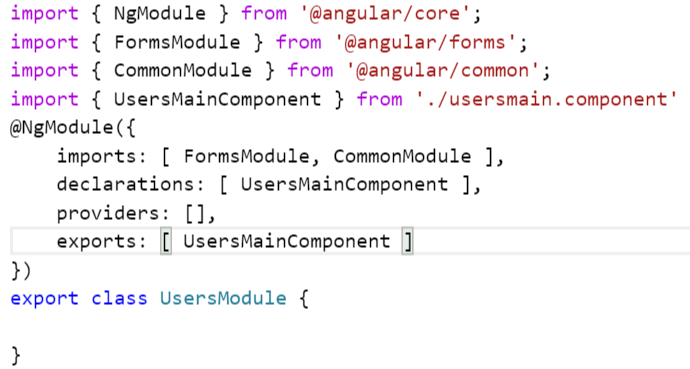 import { NgModule } from '@angular/core';
import { FormsModule } from '@angular/forms';
import { CommonModule } from '@angular/common';
import { UsersMainComponent } from './usersmain.component'
@NgModule({
    imports: [ FormsModule, CommonModule ],
    declarations: [ UsersMainComponent ],
    providers: [],
    exports: [ UsersMainComponent ]
})
export class UsersModule {

}